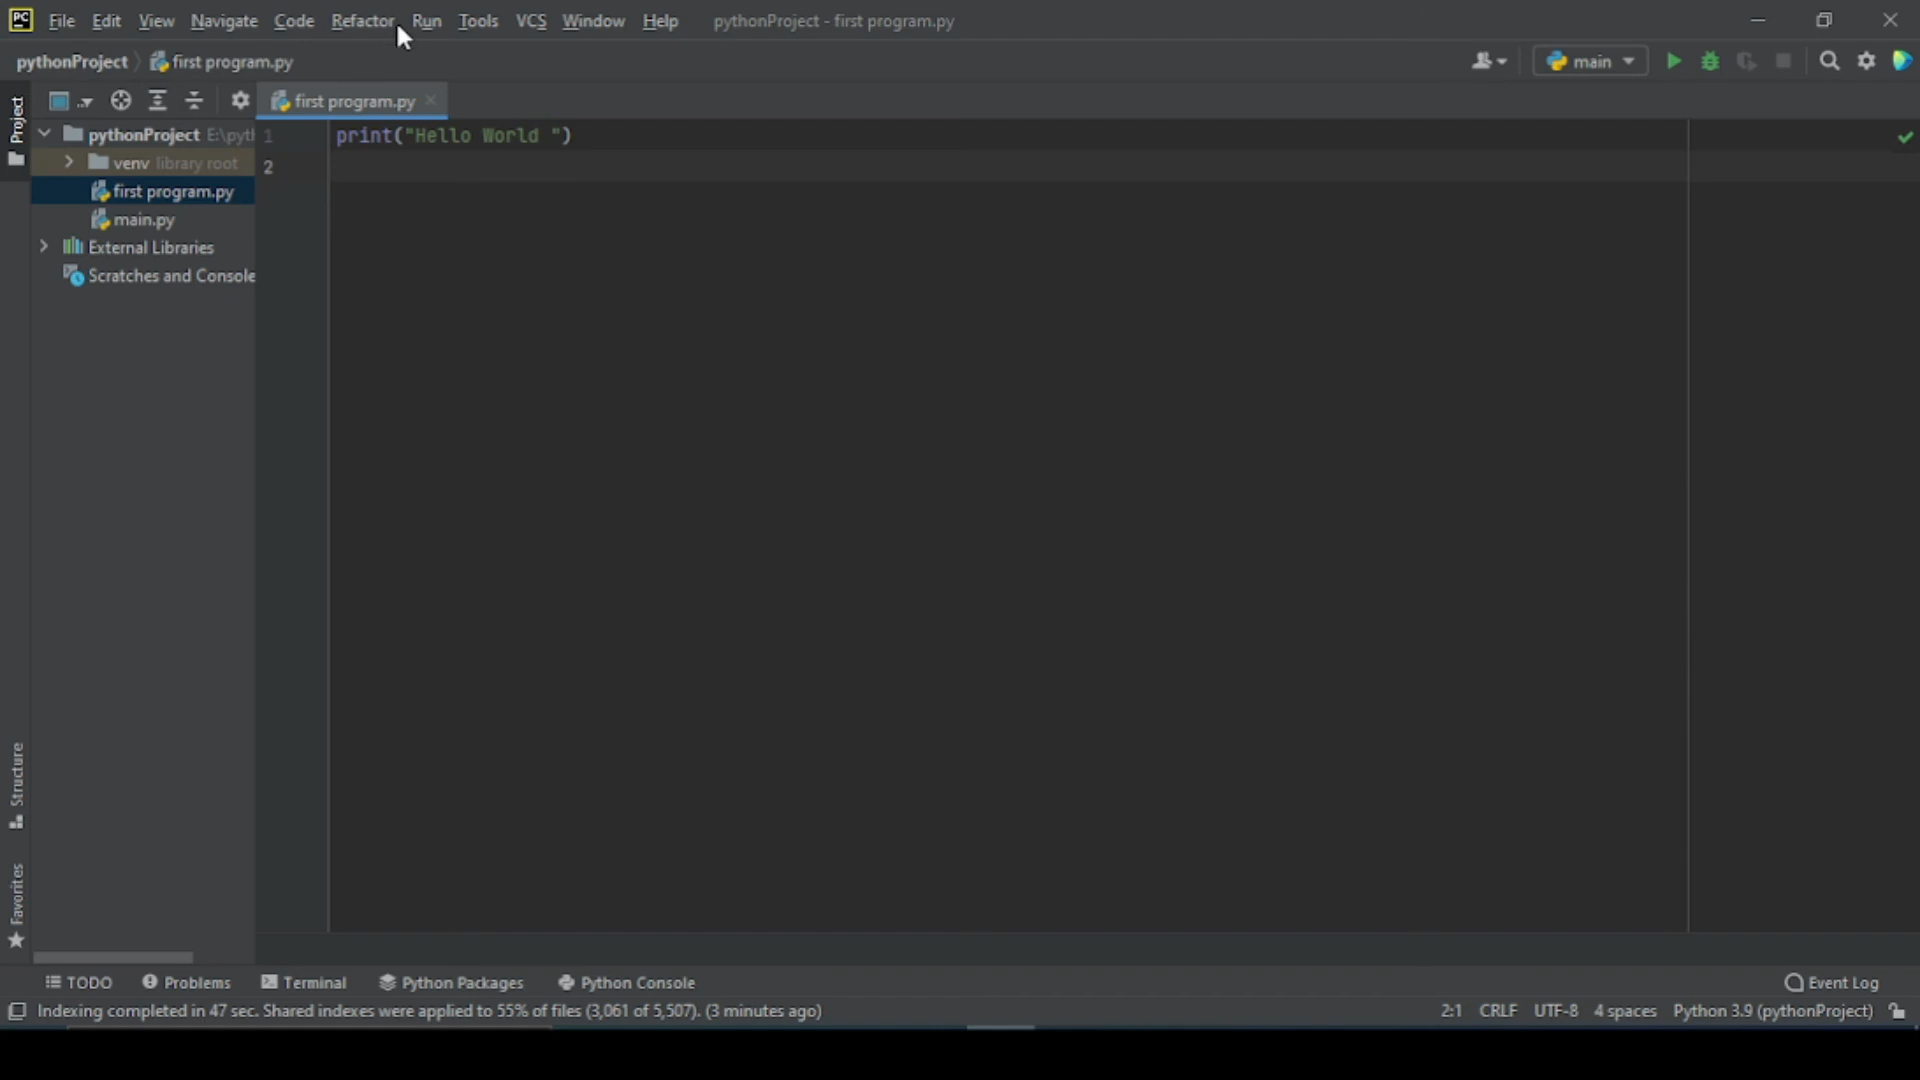 PC File Edit View Navigate Code Refactor Run Tools VCS Window Help pythonProject - first program.py
pythonProject first program.py main
Project
first program.py
pythonProject E:\pyth
venv library root
first program.py
main.py
External Libraries
Scratches and Console
1 print("Hello World ")
2
Structure
Favorites
TODO Problems Terminal Python Packages Python Console Event Log
Indexing completed in 47 sec. Shared indexes were applied to 55% of files (3,061 of 5,507). (3 minutes ago) 2:1 CRLF UTF-8 4 spaces Python 3.9 (pythonProject)